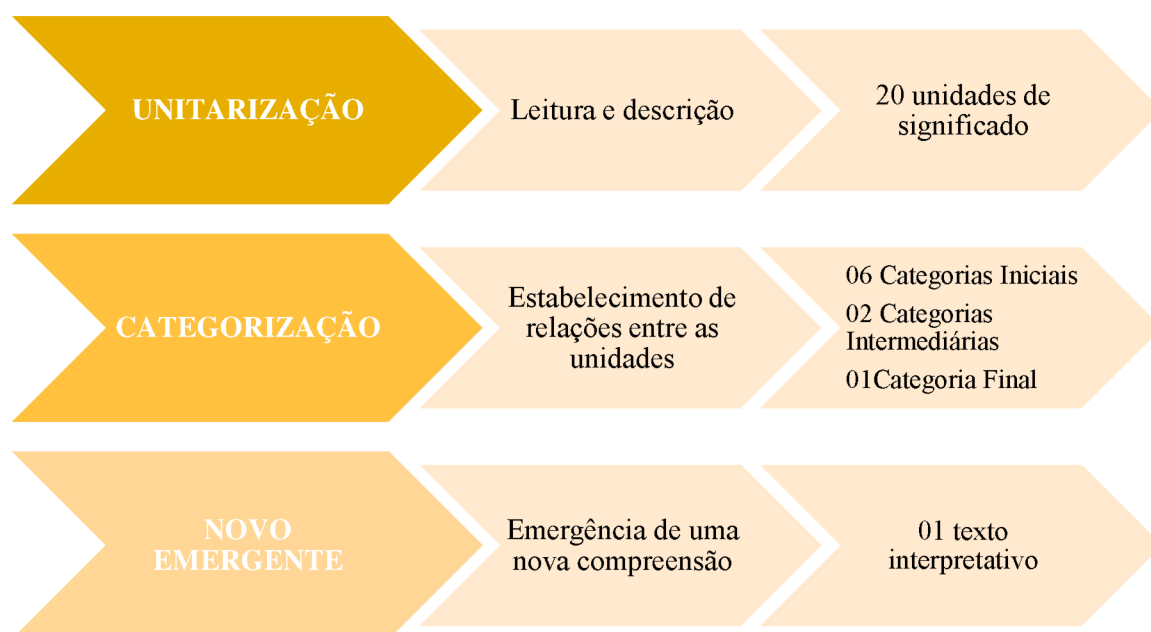 UNITARIZAÇÃO
Leitura e descrição
20 unidades de
significado
CATEGORIZAÇÃO
Estabelecimento de
relações entre as
unidades
06 Categorias Iniciais
02 Categorias
Intermediárias
01Categoria Final
NOVO
EMERGENTE
Emergência de uma
nova compreensão
01 texto
interpretativo